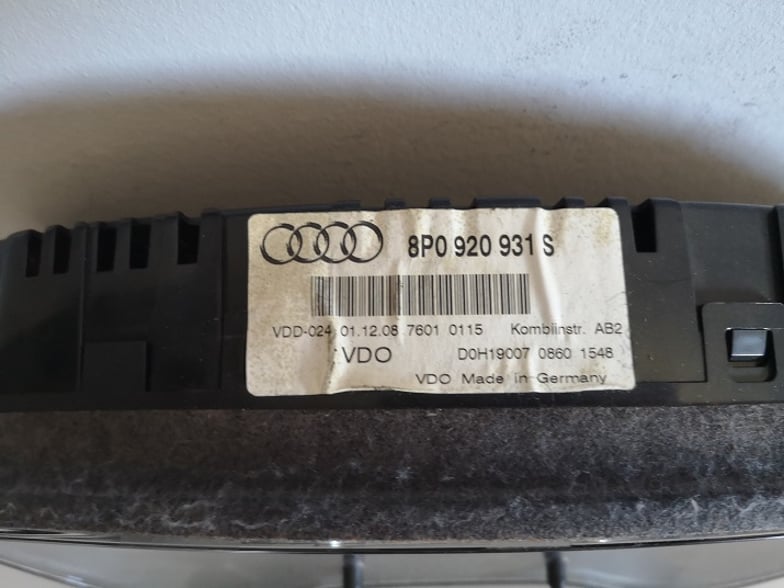 8P0 920 931 S
VDD-024 01.12.08 7601 0115 Kombiinstr. AB2
VDO D0H19007 0860 1548
VDO Made in Germany